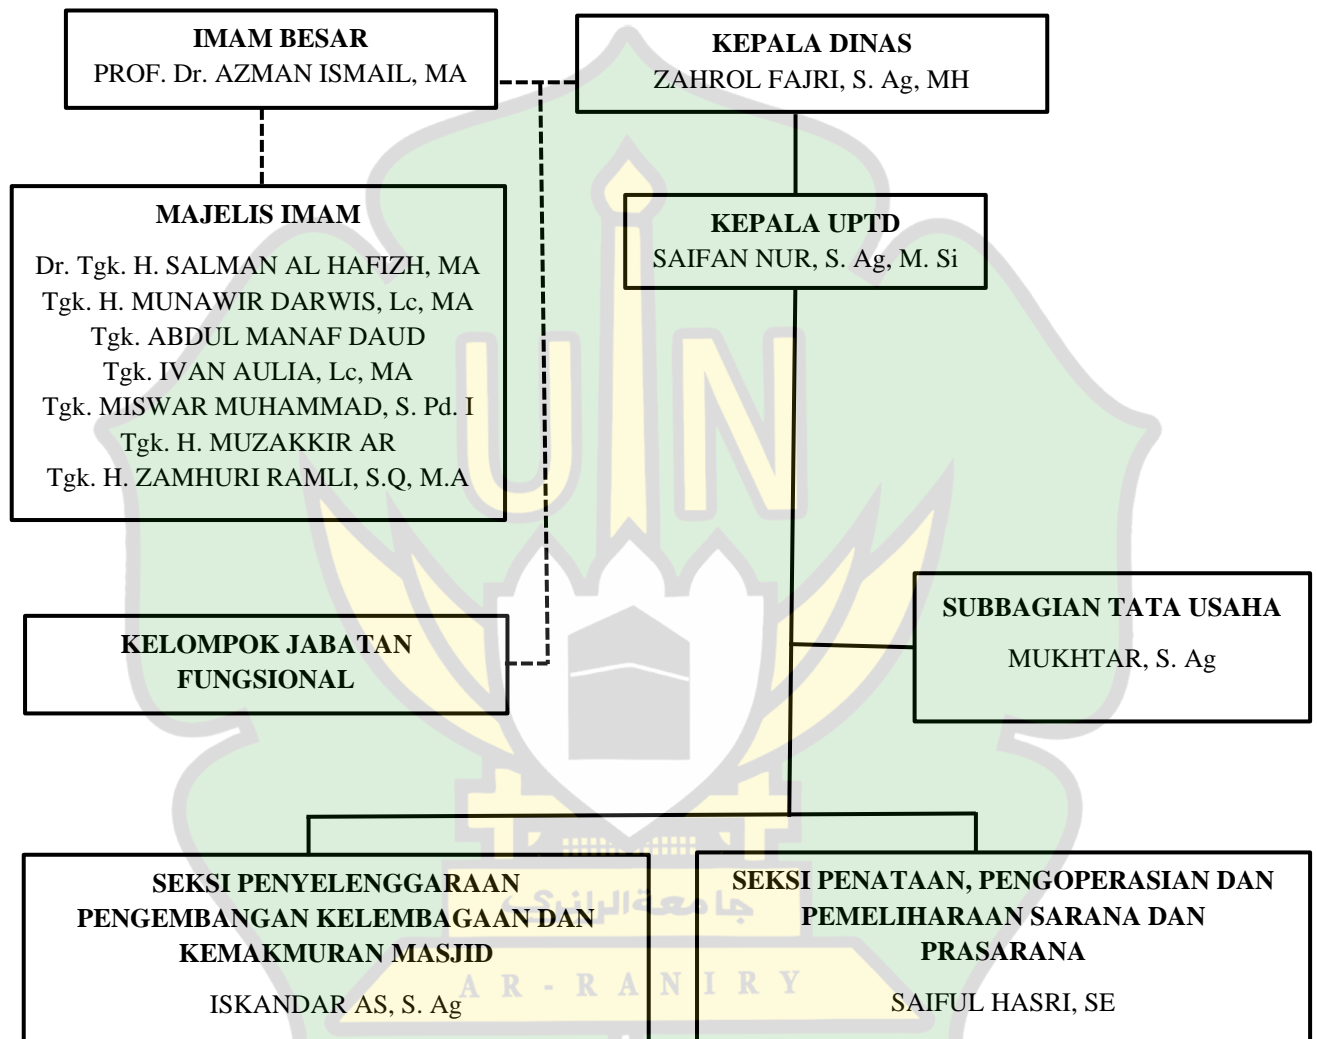 IMAM BESAR
PROF. Dr. AZMAN ISMAIL, MA
KEPALA DINAS
ZAHROL FAJRI, S. Ag, MH
MAJELIS IMAM
Dr. Tgk. H. SALMAN AL HAFIZH, MA
Tgk. H. MUNAWIR DARWIS, Lc, MA
Tgk. ABDUL MANAF DAUD
Tgk. IVAN AULIA, Lc, MA
Tgk. MISWAR MUHAMMAD, S. Pd. I
Tgk. H. MUZAKKIR AR
Tgk. H. ZAMHURI RAMLI, S.Q, M.A
KEPALA UPTD
SAIFAN NUR, S. Ag, M. Si
UIN
KELOMPOK JABATAN
FUNGSIONAL
SUBBAGIAN TATA USAHA
MUKHTAR, S. Ag
SEKSI PENYELENGGARAAN
PENGEMBANGAN KELEMBAGAAN DAN
KEMAKMURAN MASJID
ISKANDAR AS, S. Ag
SEKSI PENATAAN, PENGOPERASIAN DAN
PEMELIHARAAN SARANA DAN
PRASARANA
SAIFUL HASRI, SE
جامعة الرانري
AR-RANIRY